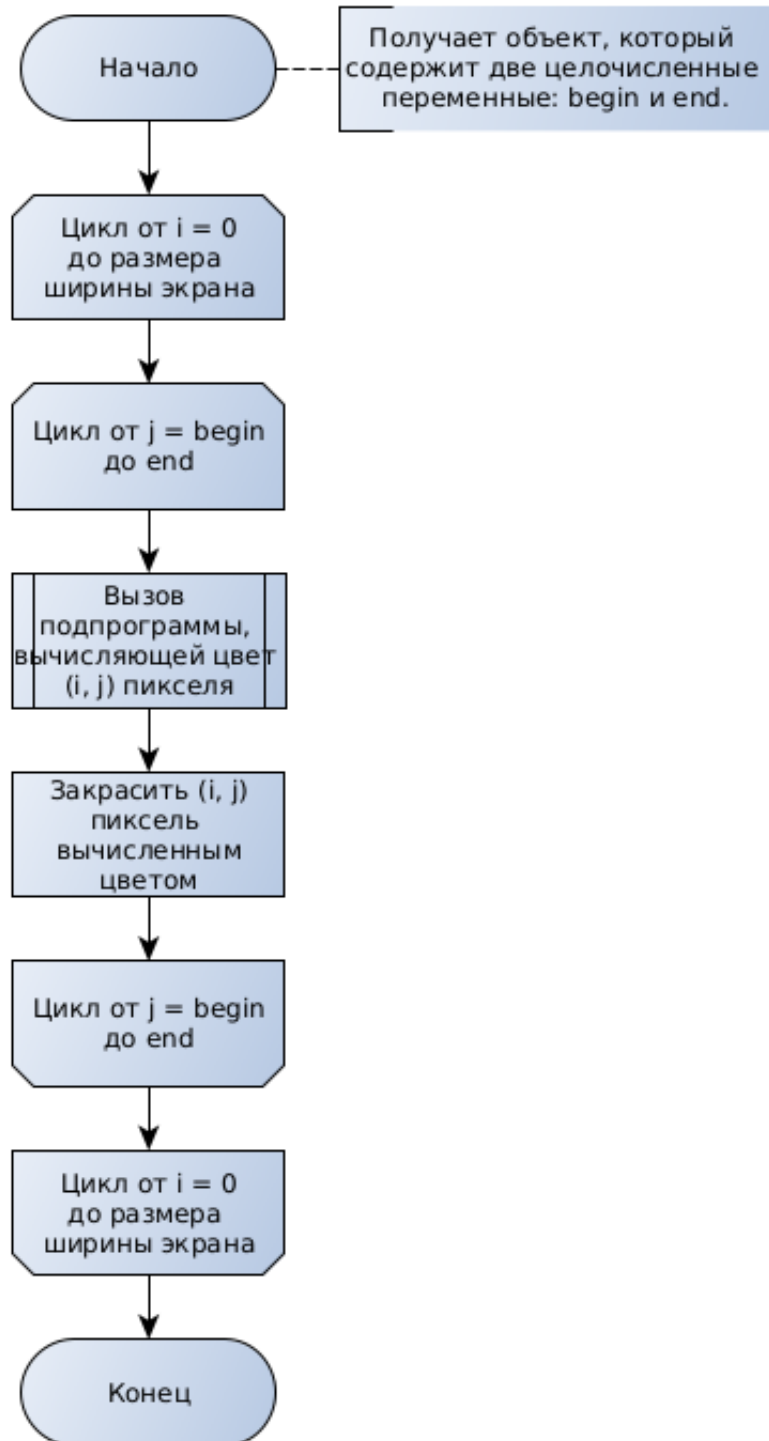 Начало
Получает объект, который
содержит две целочисленные
переменные: begin и end.
Цикл от i = 0
до размера
ширины экрана
Цикл от j = begin
до end
Вызов
подпрограммы,
вычисляющей цвет
(i, j) пикселя
Закрасить (i, j)
пиксель
вычисленным
цветом
Цикл от j = begin
до end
Цикл от i = 0
до размера
ширины экрана
Конец